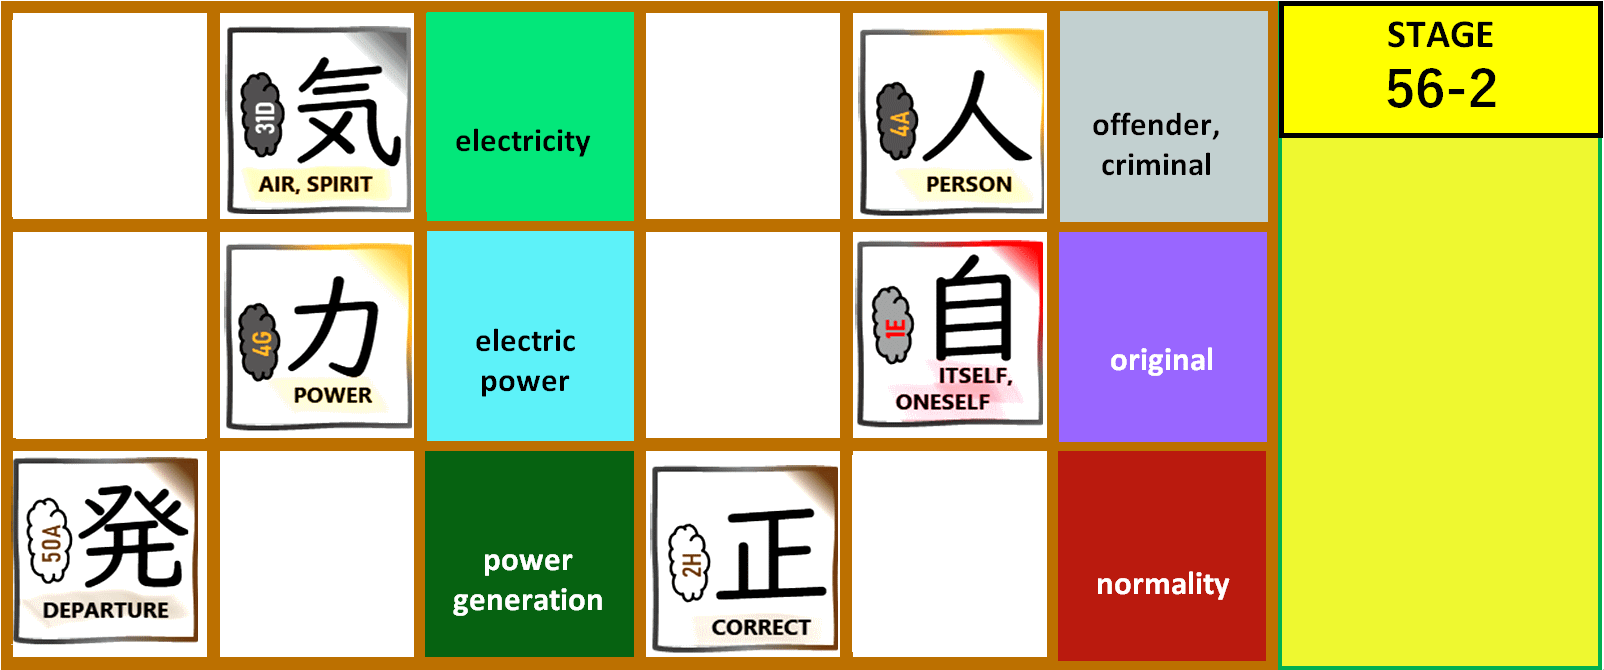 31D
気
AIR, SPIRIT
electricity
4A
人
PERSON
offender,
criminal
STAGE
56-2
4G
力
POWER
electric
power
1E
自
ITSELF,
ONESELF
original
50A
発
DEPARTURE
power
generation
2H
正
CORRECT
normality